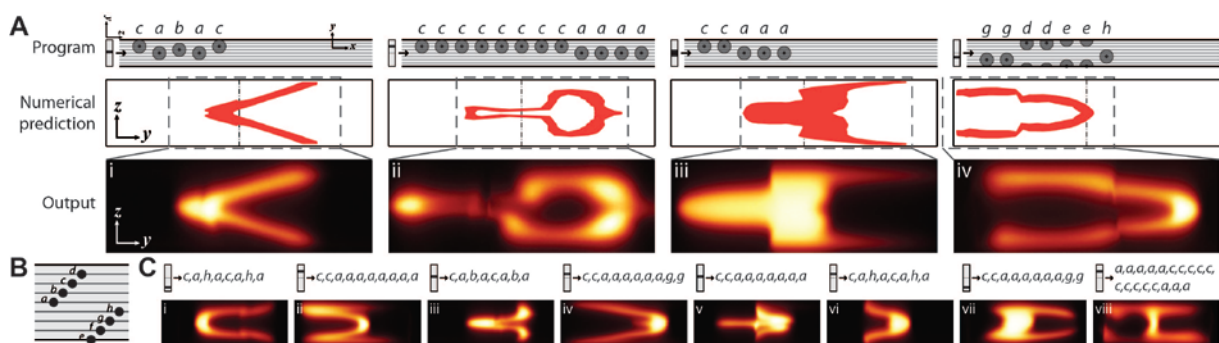 A
c a b a c
c c c c c c c c c a a a a
c c a a a
g g d d e e h
Program
y
x
y
x
Numerical
prediction
z
y
Output
i
ii
iii
iv
z
y
B
a b c d
e f g h
C
→c,a,h,a,c,a,h,a
→c,c,a,a,a,a,a,a,a
→c,a,b,a,c,a,b,a
→c,c,a,a,a,a,a,g,g
→c,c,a,a,a,a,a,a
→c,a,h,a,c,a,h,a
→c,c,a,a,a,a,a,g,g
→a,a,a,a,a,c,c,c,c,c,
c,c,c,c,c,a,a,a
i
ii
iii
iv
v
vi
vii
viii